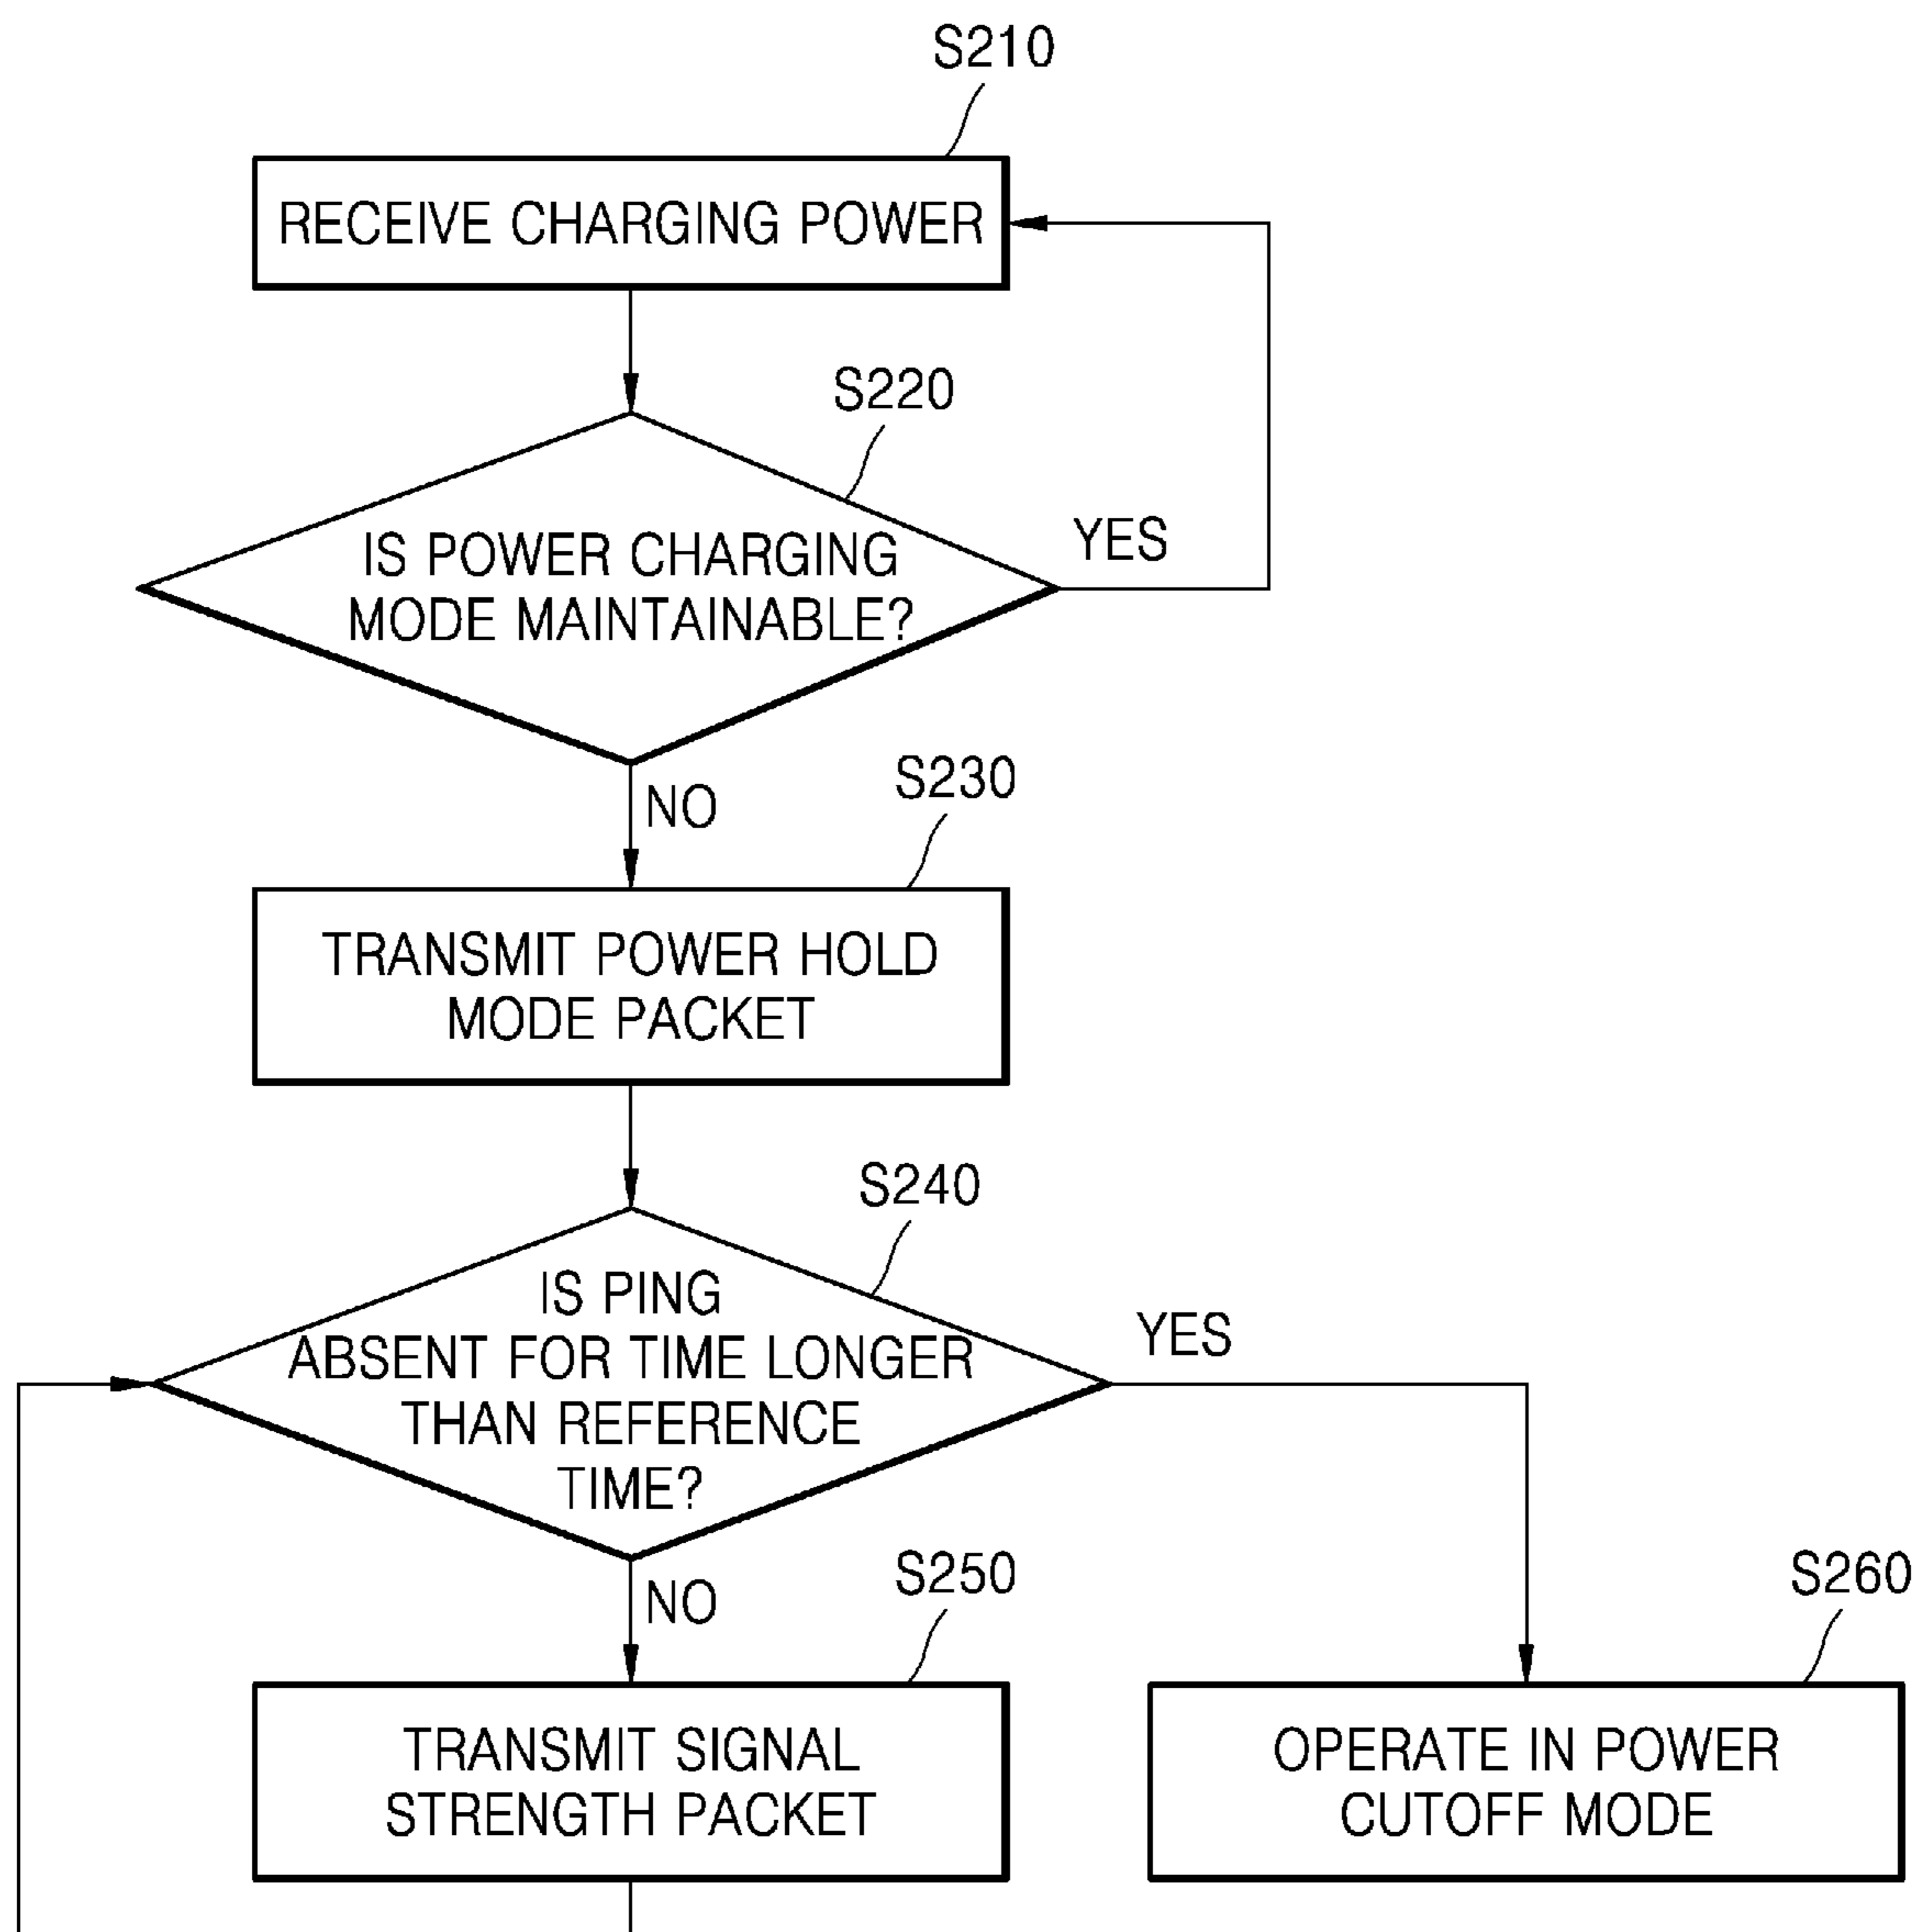 S210
RECEIVE CHARGING POWER
S220
IS POWER CHARGING
MODE MAINTAINABLE?
YES
NO
S230
TRANSMIT POWER HOLD
MODE PACKET
S240
IS PING
ABSENT FOR TIME LONGER
THAN REFERENCE
TIME?
YES
NO
S250
TRANSMIT SIGNAL
STRENGTH PACKET
S260
OPERATE IN POWER
CUTOFF MODE